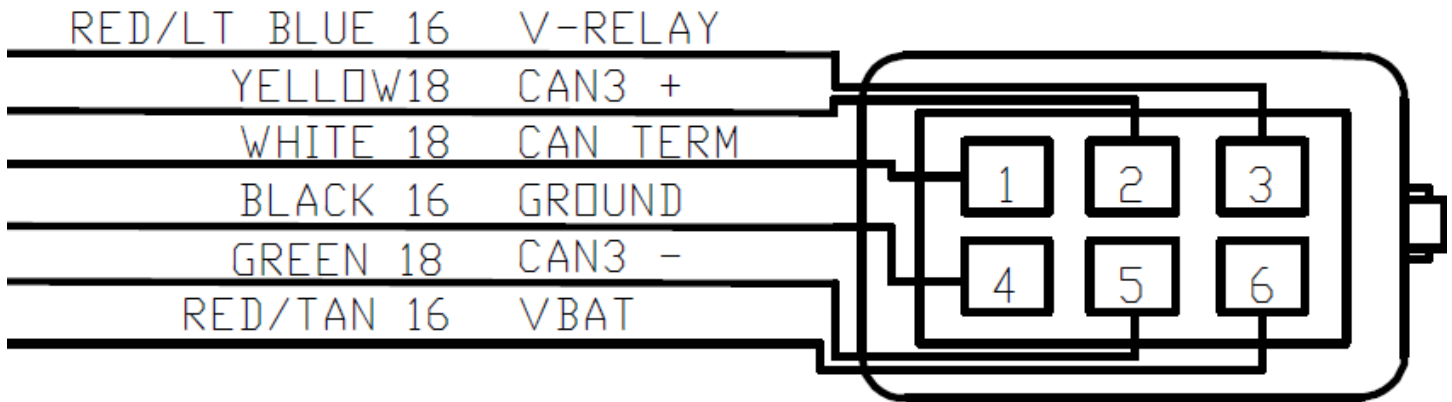 RED/LT BLUE 16 V-RELAY
YELLOW18 CAN3 +
WHITE 18 CAN TERM
BLACK 16 GROUND
GREEN 18 CAN3 -
RED/TAN 16 VBAT
1 2 3
4 5 6